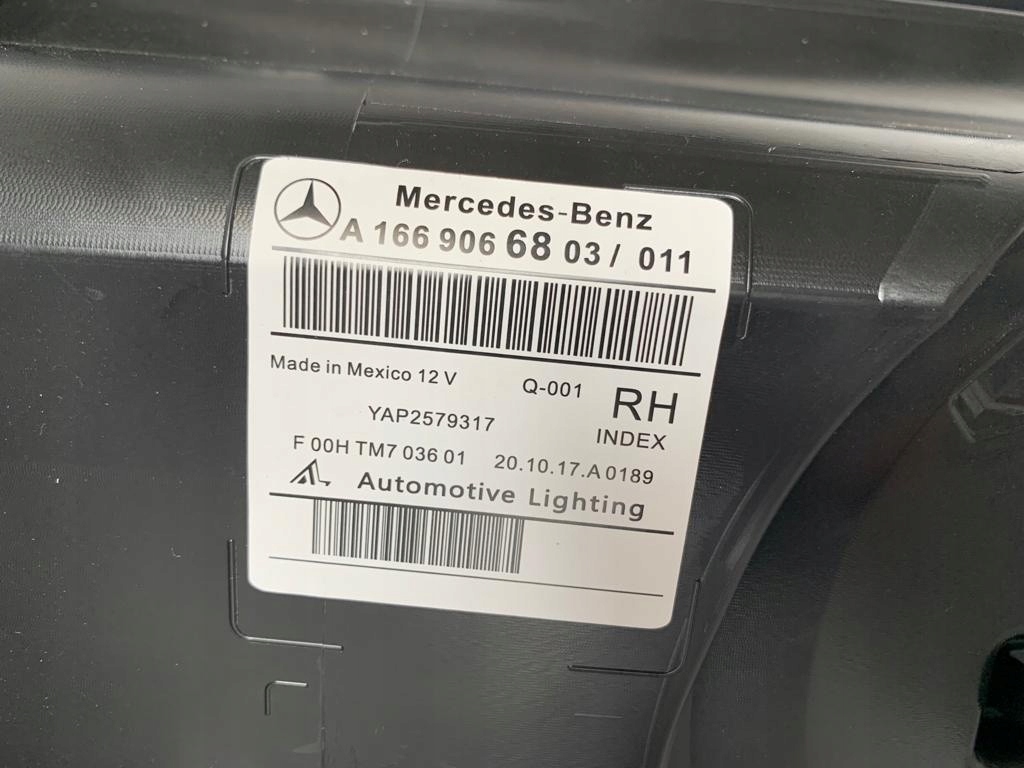 Mercedes-Benz
A 166 906 68 03 / 011
Made in Mexico 12 V Q-001 RH
YAP2579317 INDEX
F 00H TM7 036 01 20.10.17.A 0189
AL Automotive Lighting